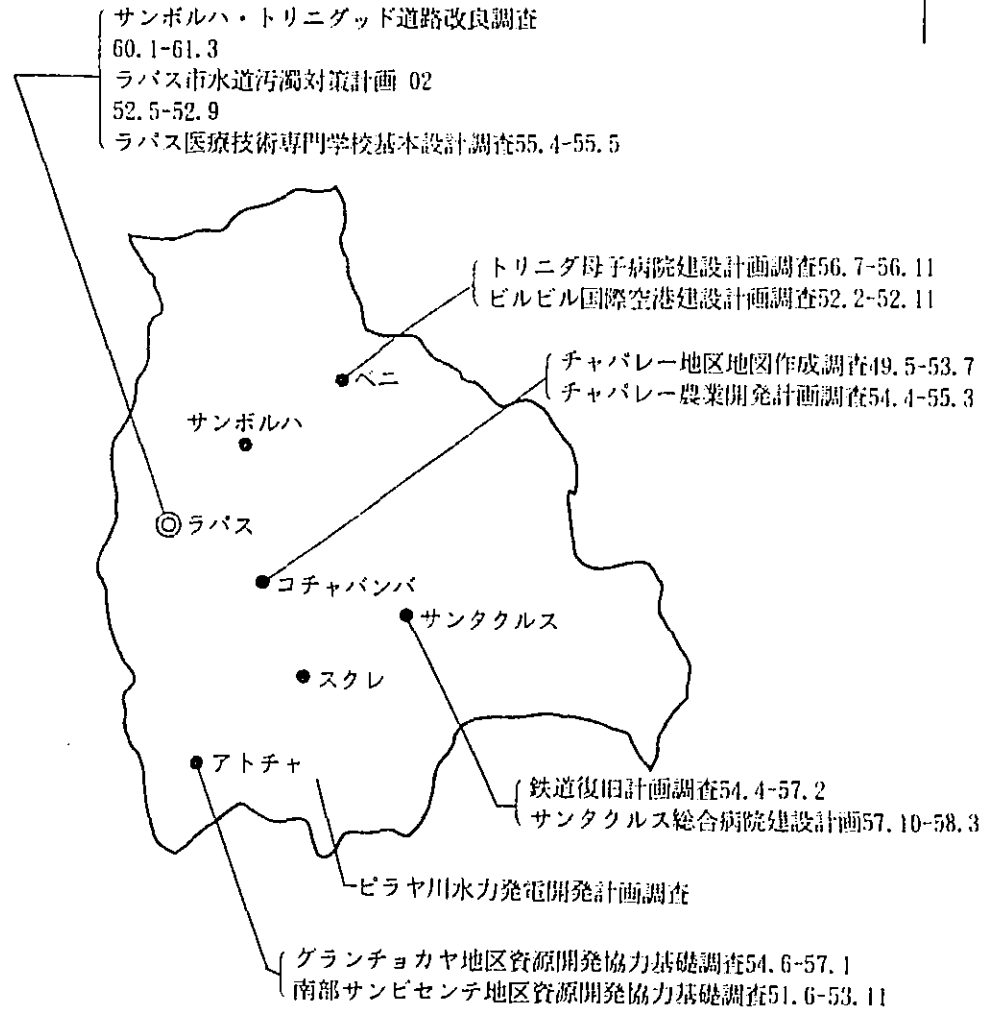 サンボルハ・トリニグッド道路改良調査
60.1-61.3
ラパス市水道汚濁対策計画 02
52.5-52.9
ラパス医療技術専門学校基本設計調査55.4-55.5
トリニダ母子病院建設計画調査56.7-56.11
ビルビル国際空港建設計画調査52.2-52.11
チャパレー地区地図作成調査49.5-53.7
チャパレー農業開発計画調査54.4-55.3
ベニ
サンボルハ
ラパス
コチャバンバ
サンタクルス
スクレ
アトチャ
鉄道復旧計画調査54.4-57.2
サンタクルス総合病院建設計画57.10-58.3
ピラヤ川水力発電開発計画調査
グランチョカヤ地区資源開発協力基礎調査54.6-57.1
南部サンビセンテ地区資源開発協力基礎調査51.6-53.11